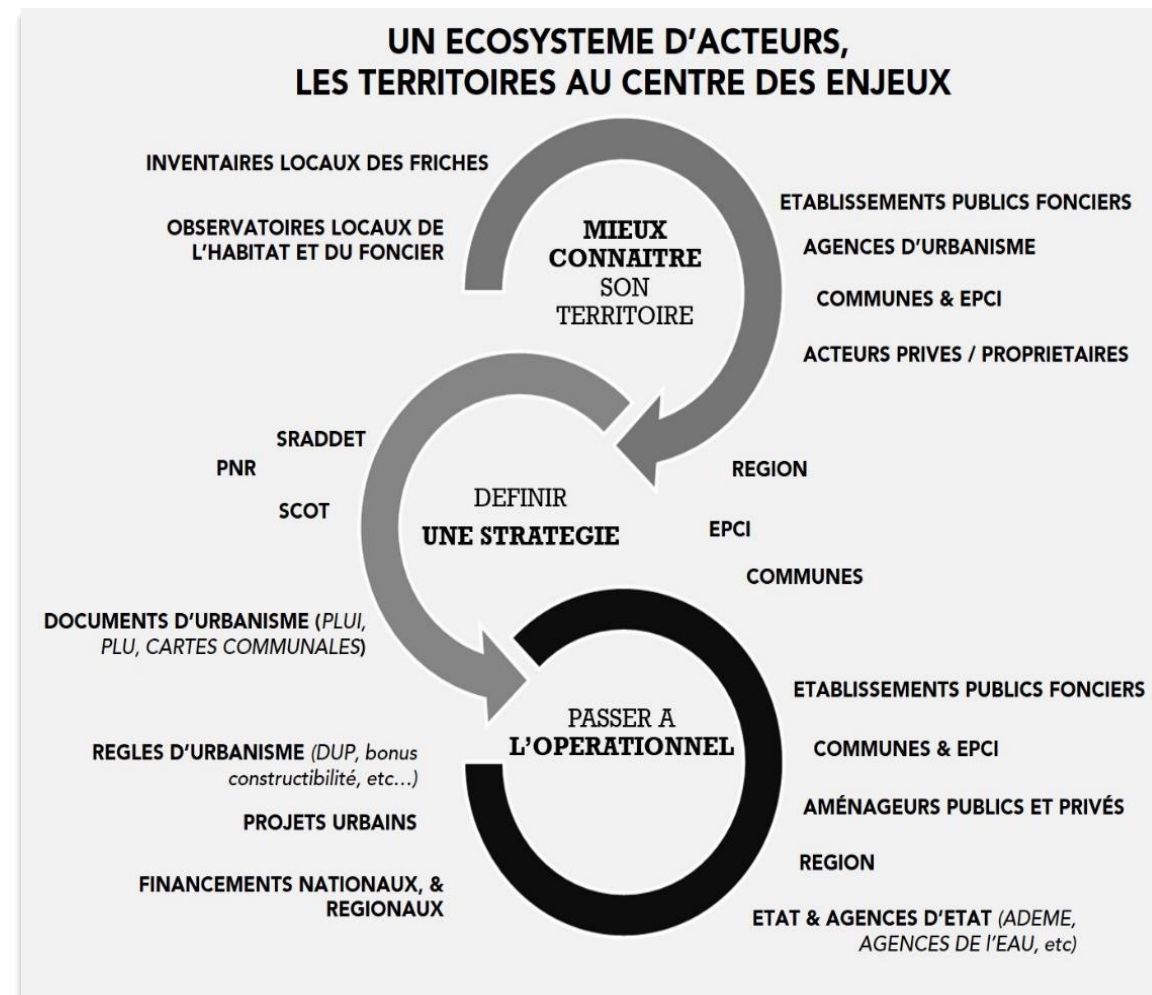 UN ECOSYSTEME D'ACTEURS,
LES TERRITOIRES AU CENTRE DES ENJEUX
INVENTAIRES LOCAUX DES FRICHES
OBSERVATOIRES LOCAUX DE
L'HABITAT ET DU FONCIER
MIEUX
CONNAITRE
SON
TERRITOIRE
ETABLISSEMENTS PUBLICS FONCIERS
AGENCES D'URBANISME
COMMUNES & EPCI
ACTEURS PRIVES / PROPRIETAIRES
SRADDET
PNR
SCOT
DOCUMENTS D'URBANISME (PLUI,
PLU, CARTES COMMUNALES)
DEFINIR
UNE STRATEGIE
REGION
EPCI
COMMUNES
REGLES D'URBANISME (DUP, bonus
constructibilité, etc...)
PROJETS URBAINS
FINANCEMENTS NATIONAUX, &
REGIONAUX
PASSER A
L'OPERATIONNEL
ETABLISSEMENTS PUBLICS FONCIERS
COMMUNES & EPCI
AMÉNAGEURS PUBLICS ET PRIVÉS
REGION
ETAT & AGENCES D'ETAT (ADEME,
AGENCES DE l'EAU, etc)